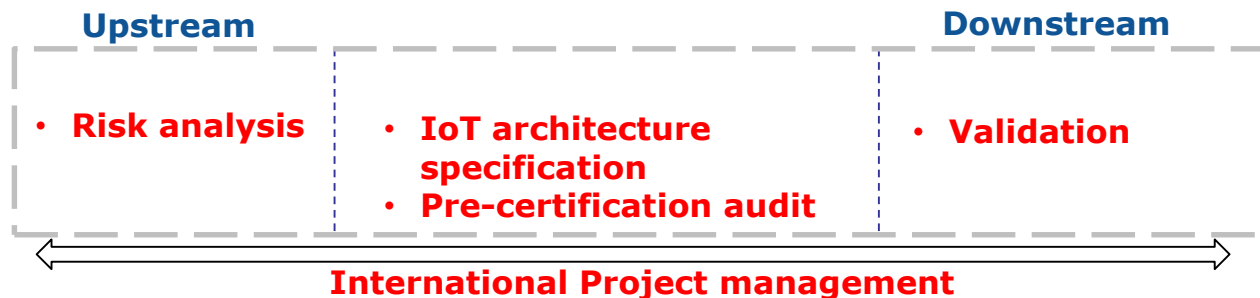 Upstream
Downstream
• Risk analysis
• IoT architecture
specification
• Pre-certification audit
• Validation
International Project management